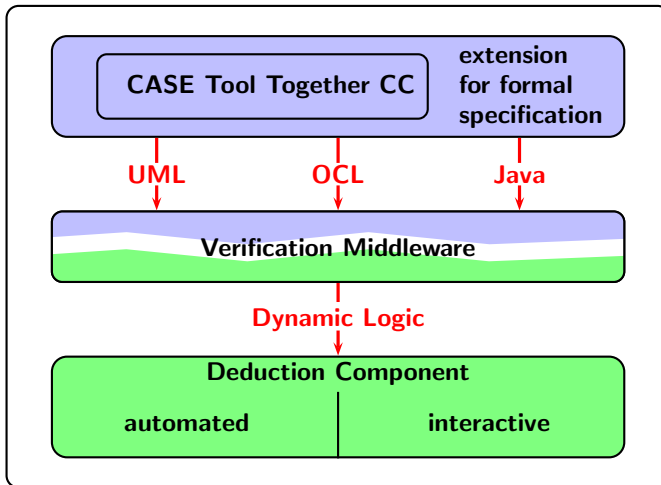 CASE Tool Together CC
extension
for formal
specification
UML
OCL
Java
Verification Middleware
Dynamic Logic
Deduction Component
automated
interactive